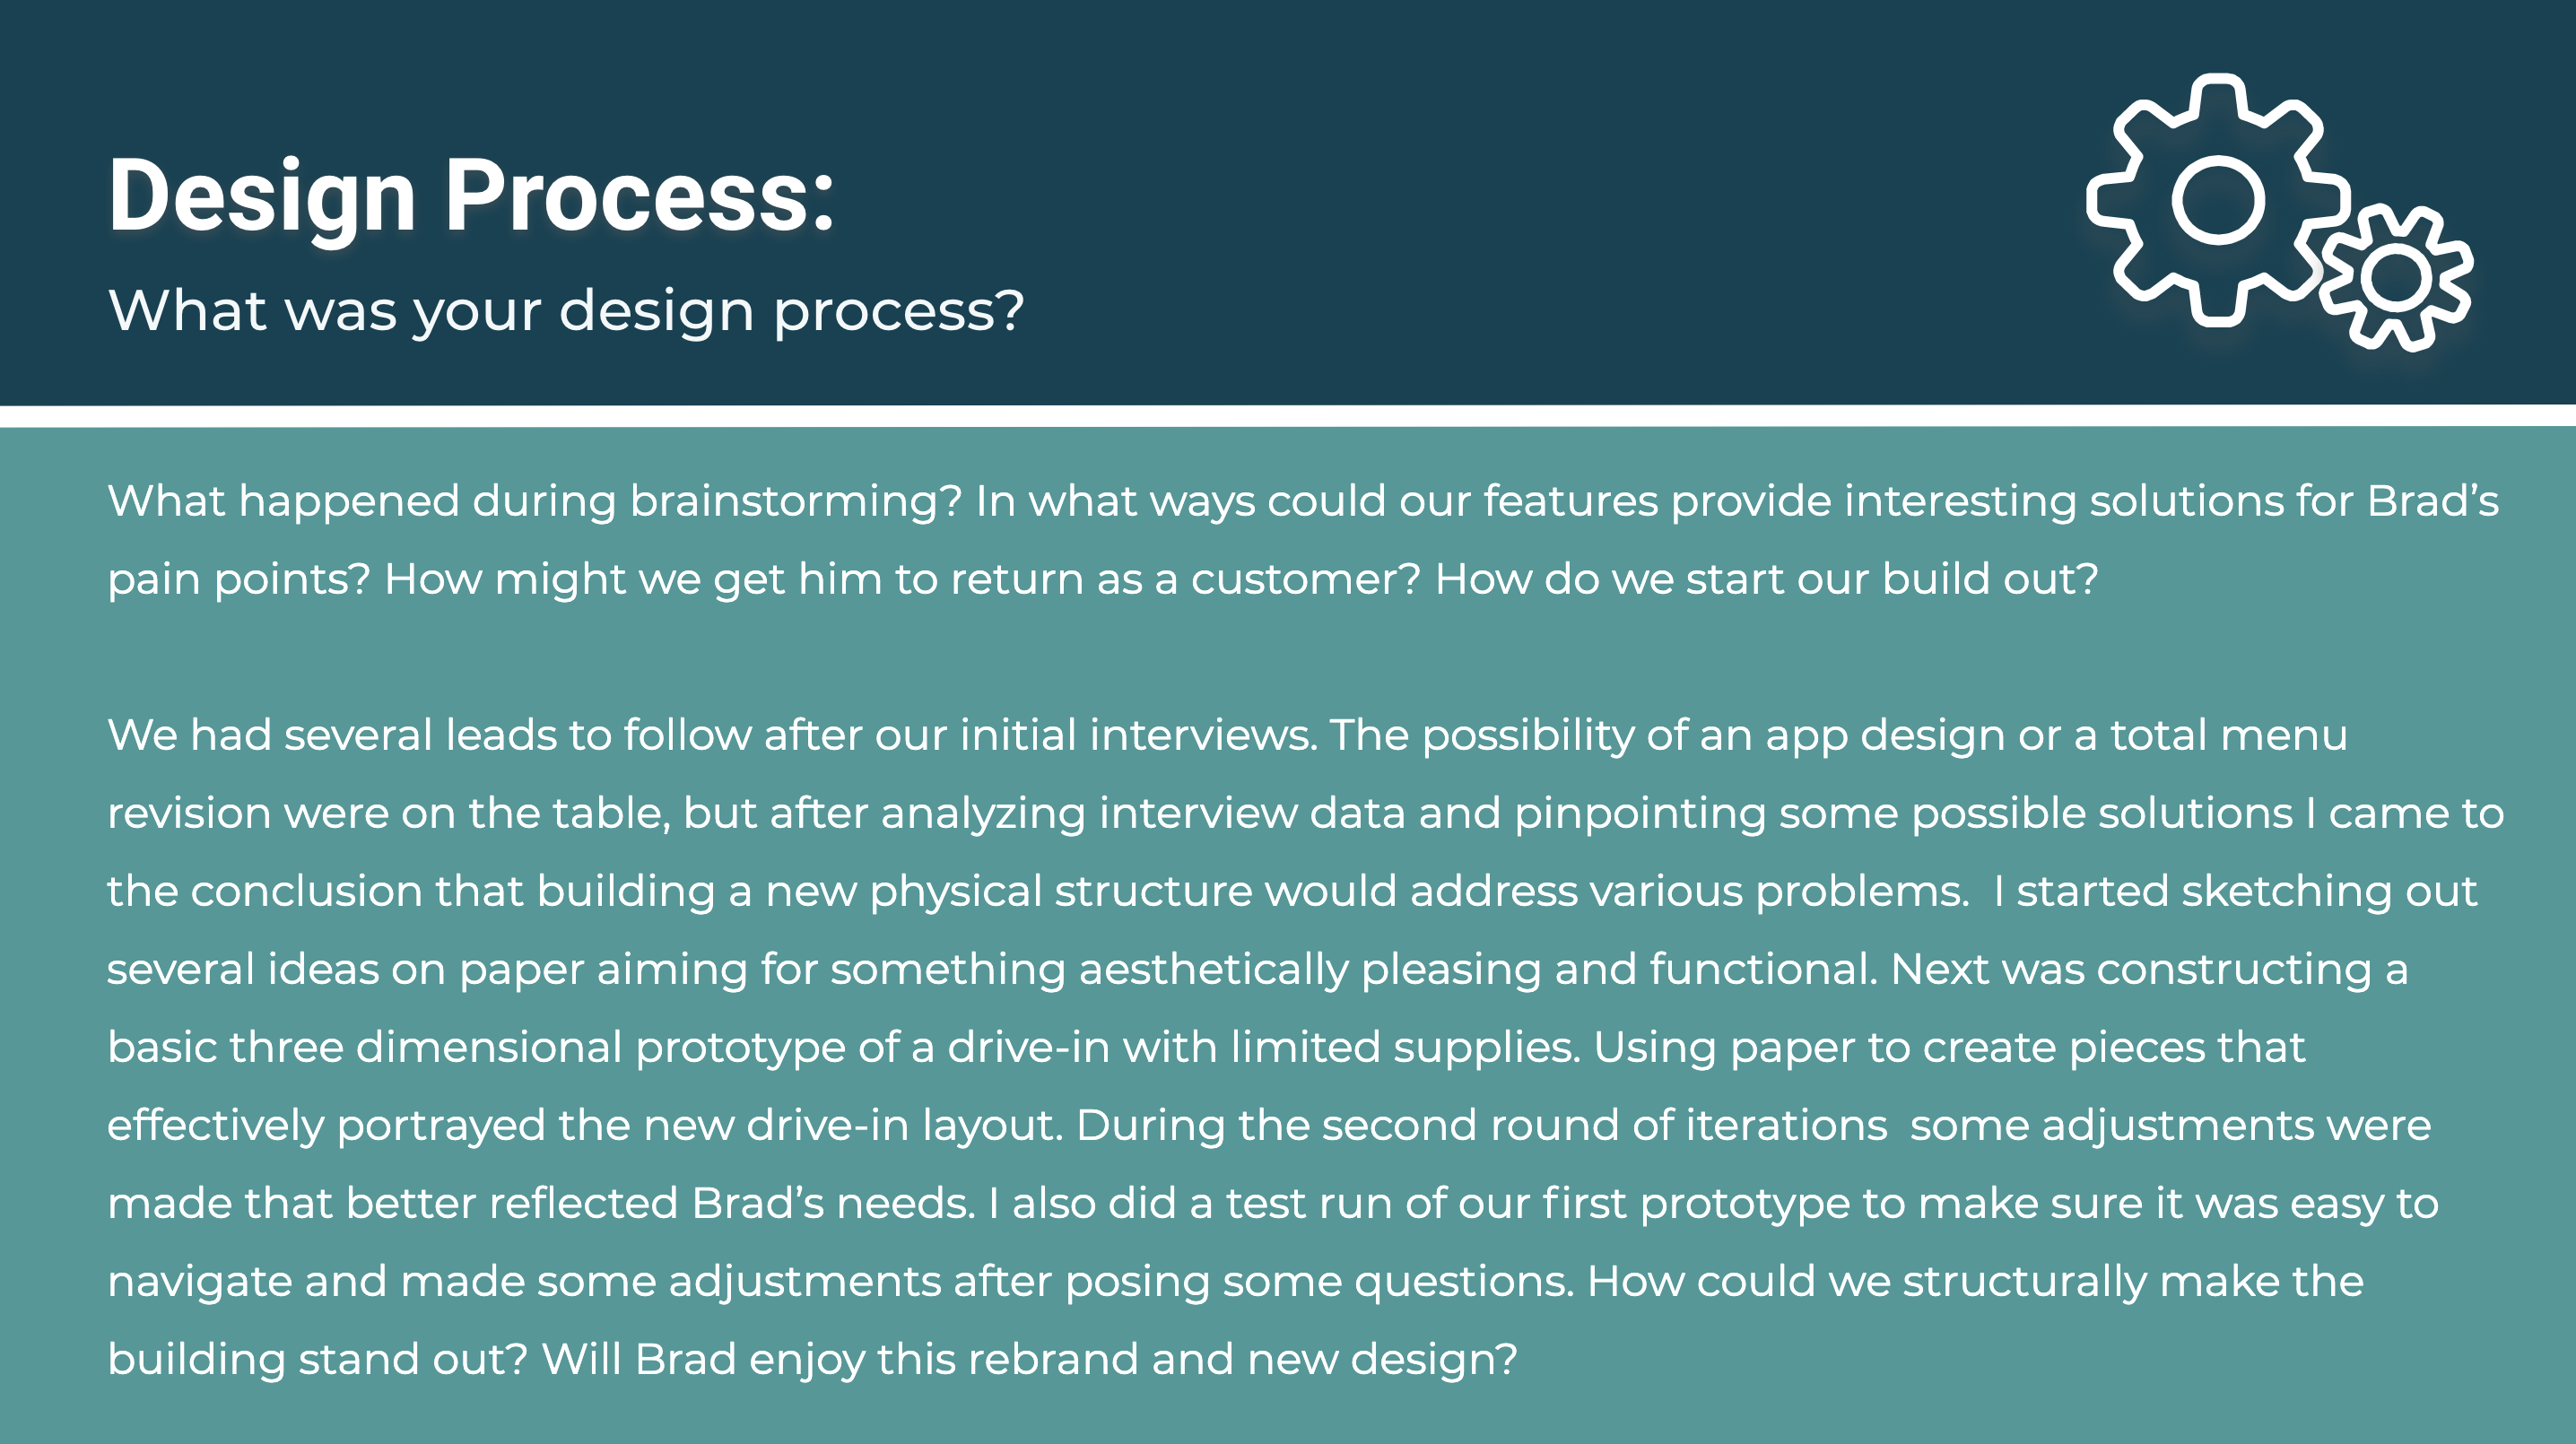 Design Process:
What was your design process?
What happened during brainstorming? In what ways could our features provide interesting solutions for Brad’s
pain points? How might we get him to return as a customer? How do we start our build out?
We had several leads to follow after our initial interviews. The possibility of an app design or a total menu
revision were on the table, but after analyzing interview data and pinpointing some possible solutions I came to
the conclusion that building a new physical structure would address various problems.  I started sketching out
several ideas on paper aiming for something aesthetically pleasing and functional. Next was constructing a
basic three dimensional prototype of a drive-in with limited supplies. Using paper to create pieces that
effectively portrayed the new drive-in layout. During the second round of iterations  some adjustments were
made that better reflected Brad’s needs. I also did a test run of our first prototype to make sure it was easy to
navigate and made some adjustments after posing some questions. How could we structurally make the
building stand out? Will Brad enjoy this rebrand and new design?